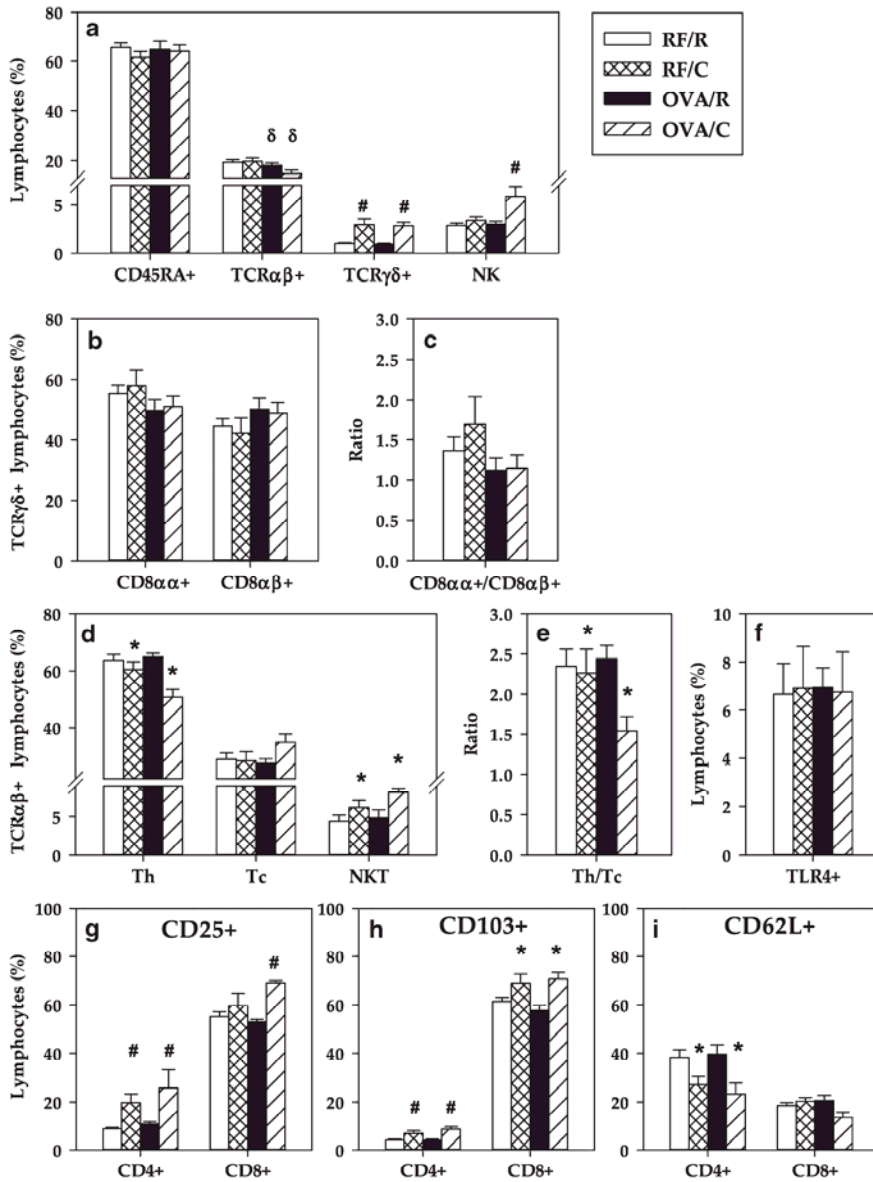 a
80
60
40
20
5
0
Lymphocytes (%)
δ δ
# #
#
CD45RA+ TCRαβ+ TCRγδ+ NK
RF/R
RF/C
OVA/R
OVA/C
b
80
60
40
20
0
TCRγδ+ lymphocytes (%)
CD8αα+ CD8αβ+
c
3.0
2.5
2.0
1.5
1.0
0.5
0.0
Ratio
CD8αα+/CD8αβ+
d
80
60
40
5
0
TCRαβ+ lymphocytes (%)
* *
* *
Th Tc NKT
e
3.0
2.5
2.0
1.5
1.0
0.5
0.0
Ratio
* *
Th/Tc
f
10
8
6
4
2
0
Lymphocytes (%)
TLR4+
g
CD25+
100
80
60
40
20
0
Lymphocytes (%)
# #
#
CD4+ CD8+
h
CD103+
100
80
60
40
20
0
# #
* *
CD4+ CD8+
i
CD62L+
100
80
60
40
20
0
* *
CD4+ CD8+